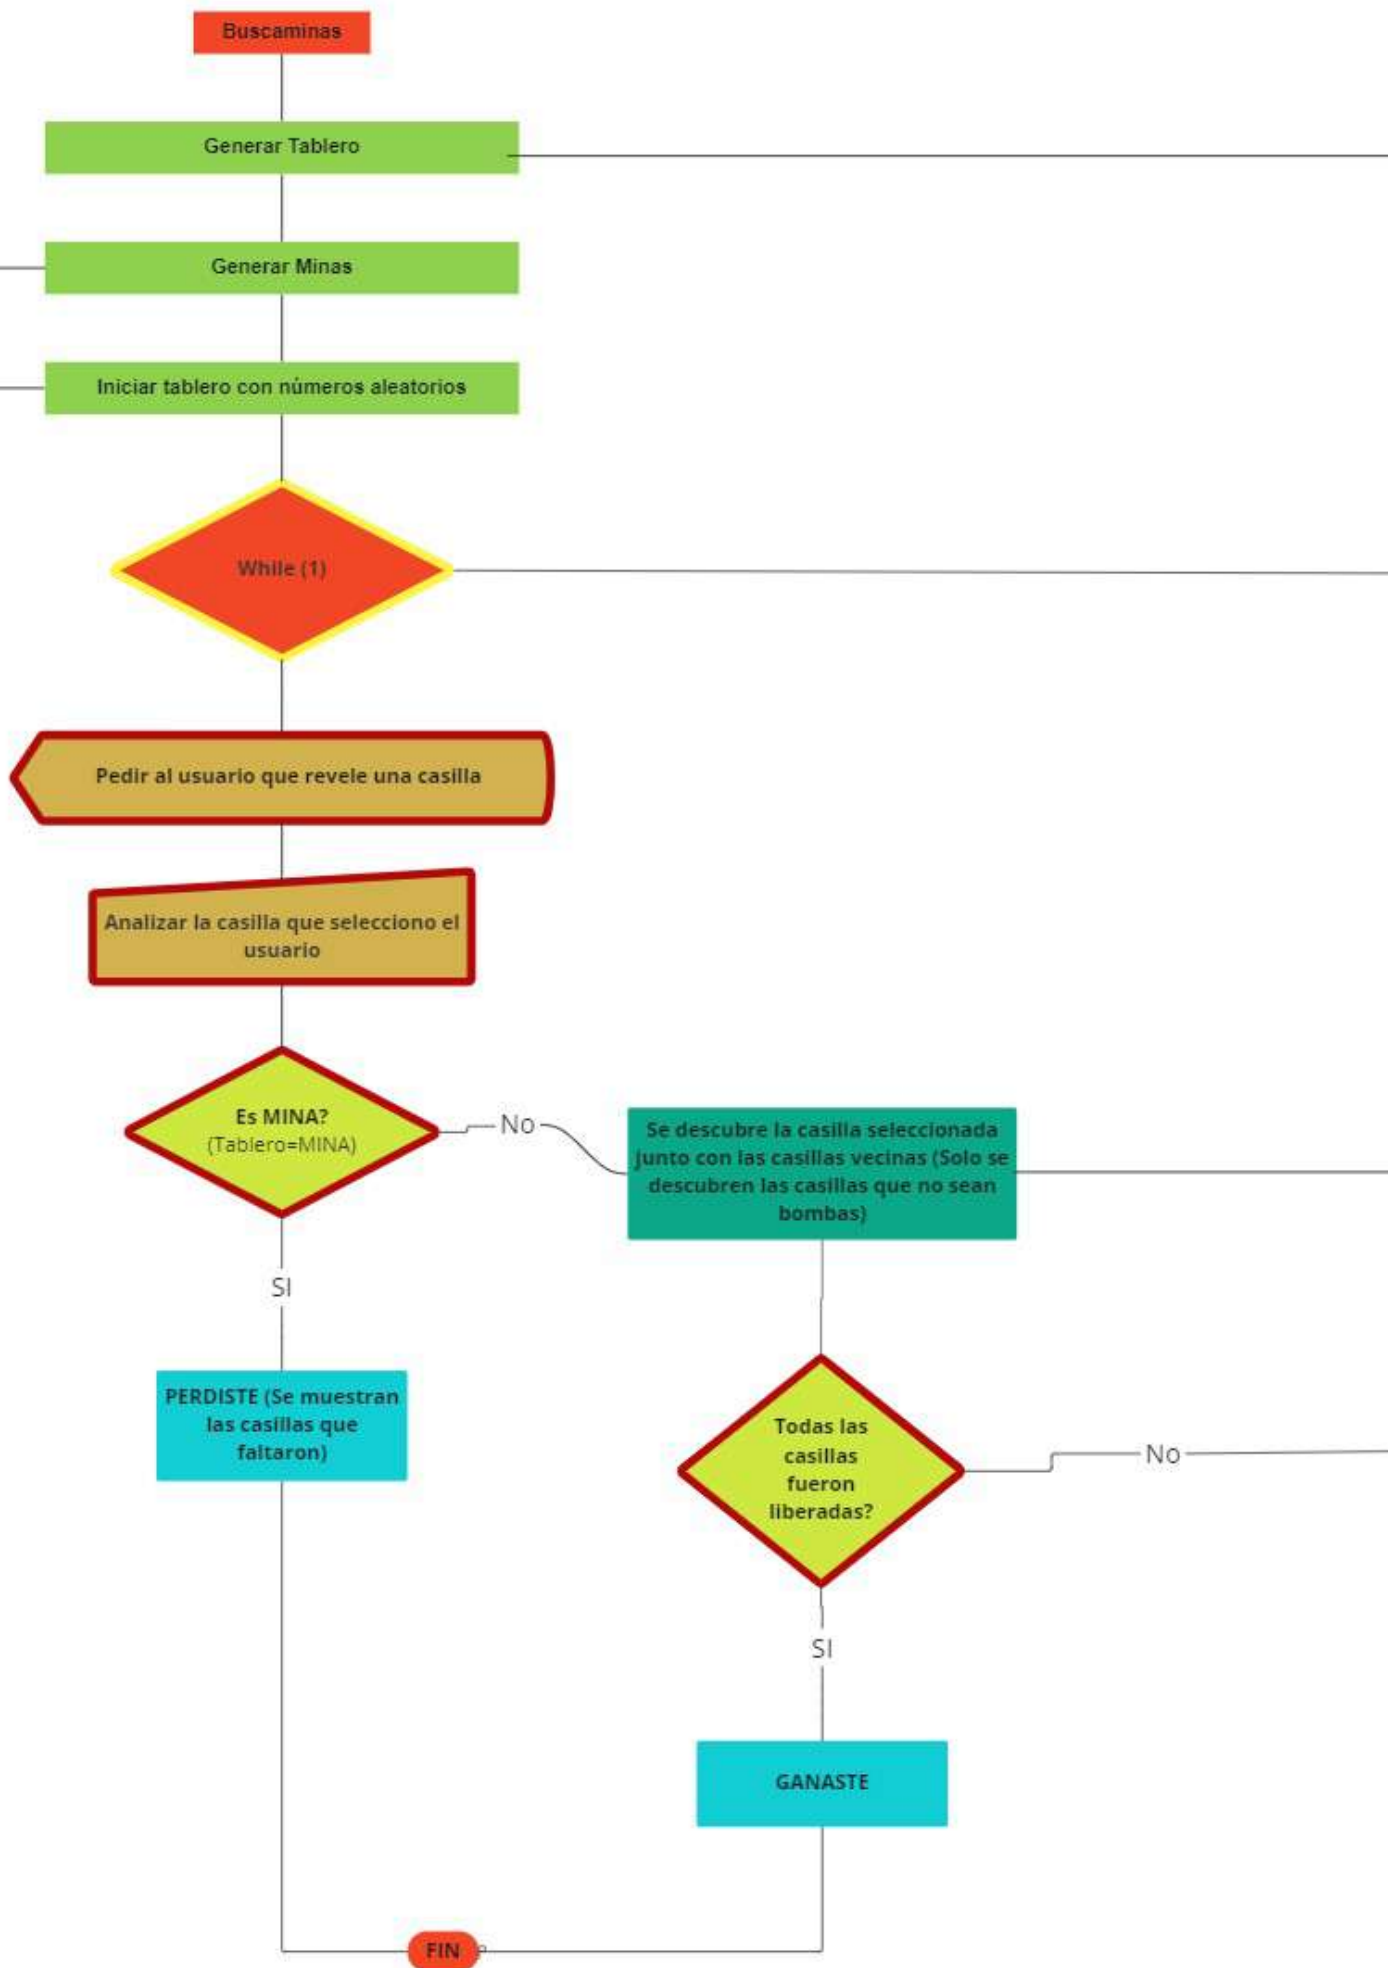 Buscaminas
Generar Tablero
Generar Minas
Iniciar tablero con números aleatorios
While (1)
Pedir al usuario que revele una casilla
Analizar la casilla que selecciono el
usuario
Es MINA?
(Tablero=MINA)
No
Se descubre la casilla seleccionada
junto con las casillas vecinas (Solo se
descubren las casillas que no sean
bombas)
SI
PERDISTE (Se muestran
las casillas que
faltaron)
Todas las
casillas
fueron
liberadas?
No
SI
GANASTE
FIN